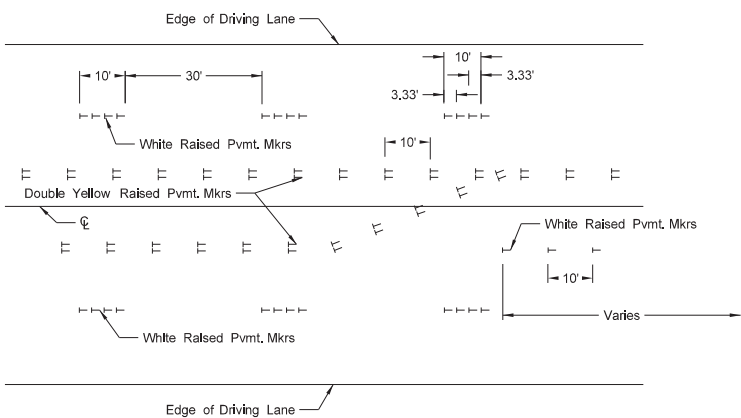 Edge of Driving Lane
10'
30'
10'
3.33'
3.33'
White Raised Pvmt. Mkrs
10'
Double Yellow Raised Pvmt. Mkrs
℄
White Raised Pvmt. Mkrs
10'
Varies
White Raised Pvmt. Mkrs
Edge of Driving Lane